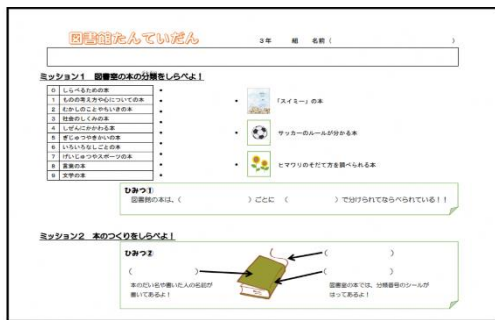 図書館たんていだん　3年　組　名前（　）
ミッション1　図書室の本の分類をしらべよ！
0　しらべるための本
1　ものの考え方や心についての本
2　むかしのことやちいきの本
3　社会のしくみの本
4　しぜんにかかわる本
5　ぎじゅつやきかいの本
6　いろいろなしごとの本
7　げいじゅつやスポーツの本
8　言葉の本
9　文学の本
「スイミー」の本
サッカーのルールが分かる本
ヒマワリのそだて方を調べられる本
ひみつ①
図書館の本は、（　）ごとに　（　）で分けられてならべられている！！
ミッション2　本のつくりをしらべよ！
ひみつ②
（　）
（　）
（　）
本のだい名や書いた人の名前が
書いてあるよ！
図書室の本では、分類番号のシールが
はってあるよ！